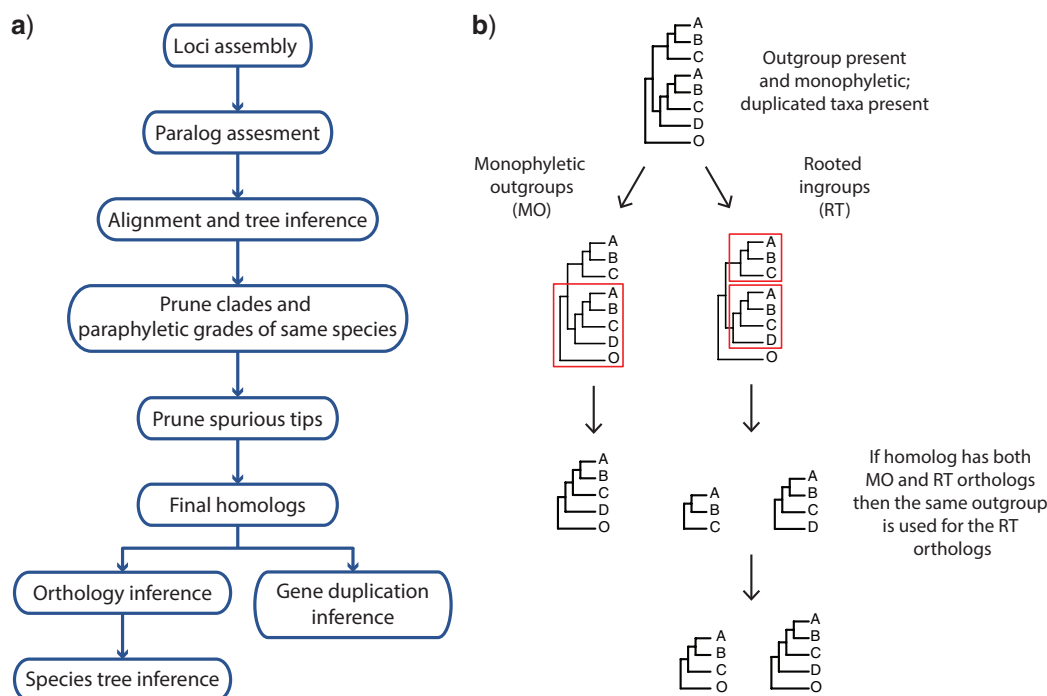 a)
Loci assembly
Paralog assesment
Alignment and tree inference
Prune clades and
paraphyletic grades of same species
Prune spurious tips
Final homologs
Orthology inference
Gene duplication
inference
Species tree inference
b)
A
B
C
A
B
C
D
O
Outgroup present
and monophyletic;
duplicated taxa present
Monophyletic
outgroups
(MO)
Rooted
ingroups
(RT)
A
B
C
A
B
C
D
O
A
B
C
A
B
C
D
O
A
B
C
D
O
A
B
C
A
B
C
D
If homolog has both
MO and RT orthologs
then the same outgroup
is used for the RT
orthologs
A
B
C
O
A
B
C
D
O